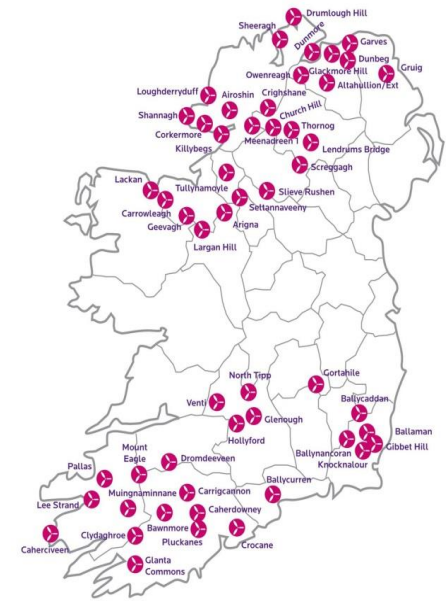 Drumlough Hill
Sheeragh
Dunmore
Garves
Dunbeg
Gruig
Owenreagh
Glackmore Hill
Altahullion/Ext
Loughderryduff
Airoshin
Crighshane
Church Hill
Shannagh
Thornog
Corkermore
Meenadreen 1
Killybegs
Lendrums Bridge
Screggagh
Lackan
Tullyhamoyle
Slieve Rushen
Seltannaveeny
Carrowleagh
Geevagh
Arigna
Largan Hill
North Tipp
Gortahile
Venti
Ballycaddan
Glenough
Hollyford
Ballaman
Ballynancoran
Gibbet Hill
Knocknalour
Mount
Eagle
Dromdeeven
Pallas
Ballycurren
Muingnaminnane
Carrigcannon
Lee Strand
Caherdowney
Clydaghroe
Bawnmore
Pluckanes
Caherciveen
Crocane
Glanta
Commons